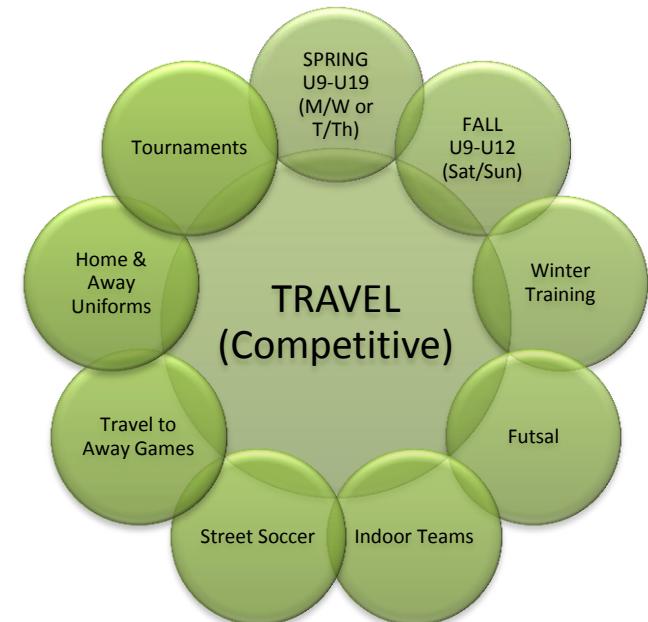 SPRING
U9-U19
(M/W or
T/Th)
FALL
U9-U12
(Sat/Sun)
Winter
Training
Futsal
Indoor Teams
Street Soccer
Travel to
Away Games
Home &
Away
Uniforms
Tournaments
TRAVEL
(Competitive)